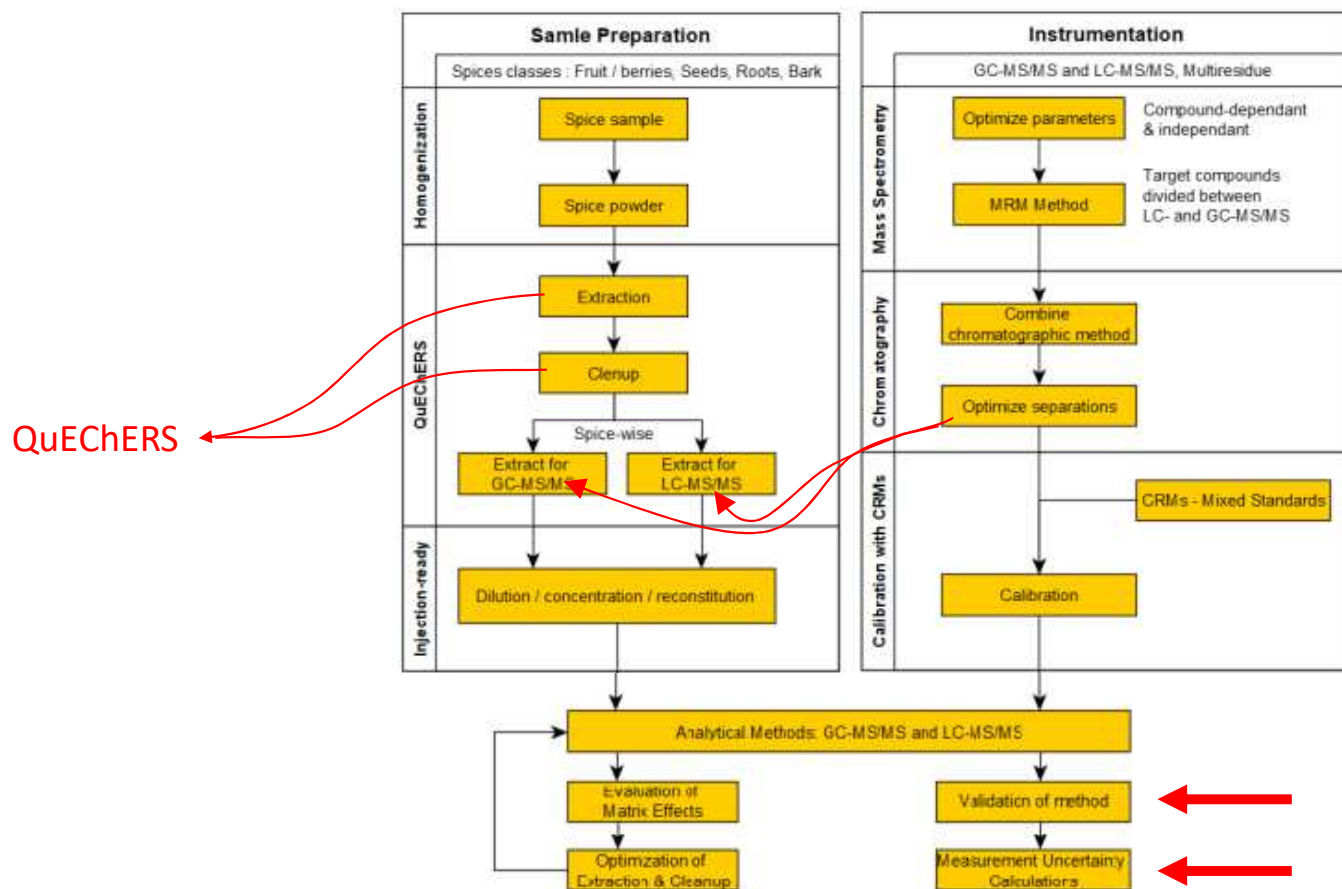 Samle Preparation
Spices classes : Fruit / berries, Seeds, Roots, Bark
Homogenization
Spice sample
Spice powder
QuEChERS
Extraction
Clenup
Spice-wise
Extract for
GC-MS/MS
Extract for
LC-MS/MS
Injection-ready
Dilution / concentration / reconstitution
QuEChERS
Instrumentation
GC-MS/MS and LC-MS/MS, Multiresidue
Mass Spectrometry
Optimize parameters
Compound-dependant
& independant
MRM Method
Target compounds
divided between
LC- and GC-MS/MS
Chromatography
Combine
chromatographic method
Optimize separations
Calibration with CRMs
CRMs - Mixed Standards
Calibration
Analytical Methods: GC-MS/MS and LC-MS/MS
Evaluation of
Matrix Effects
Optimization of
Extraction & Cleanup
Validation of method
Measurement Uncertainty
Calculations